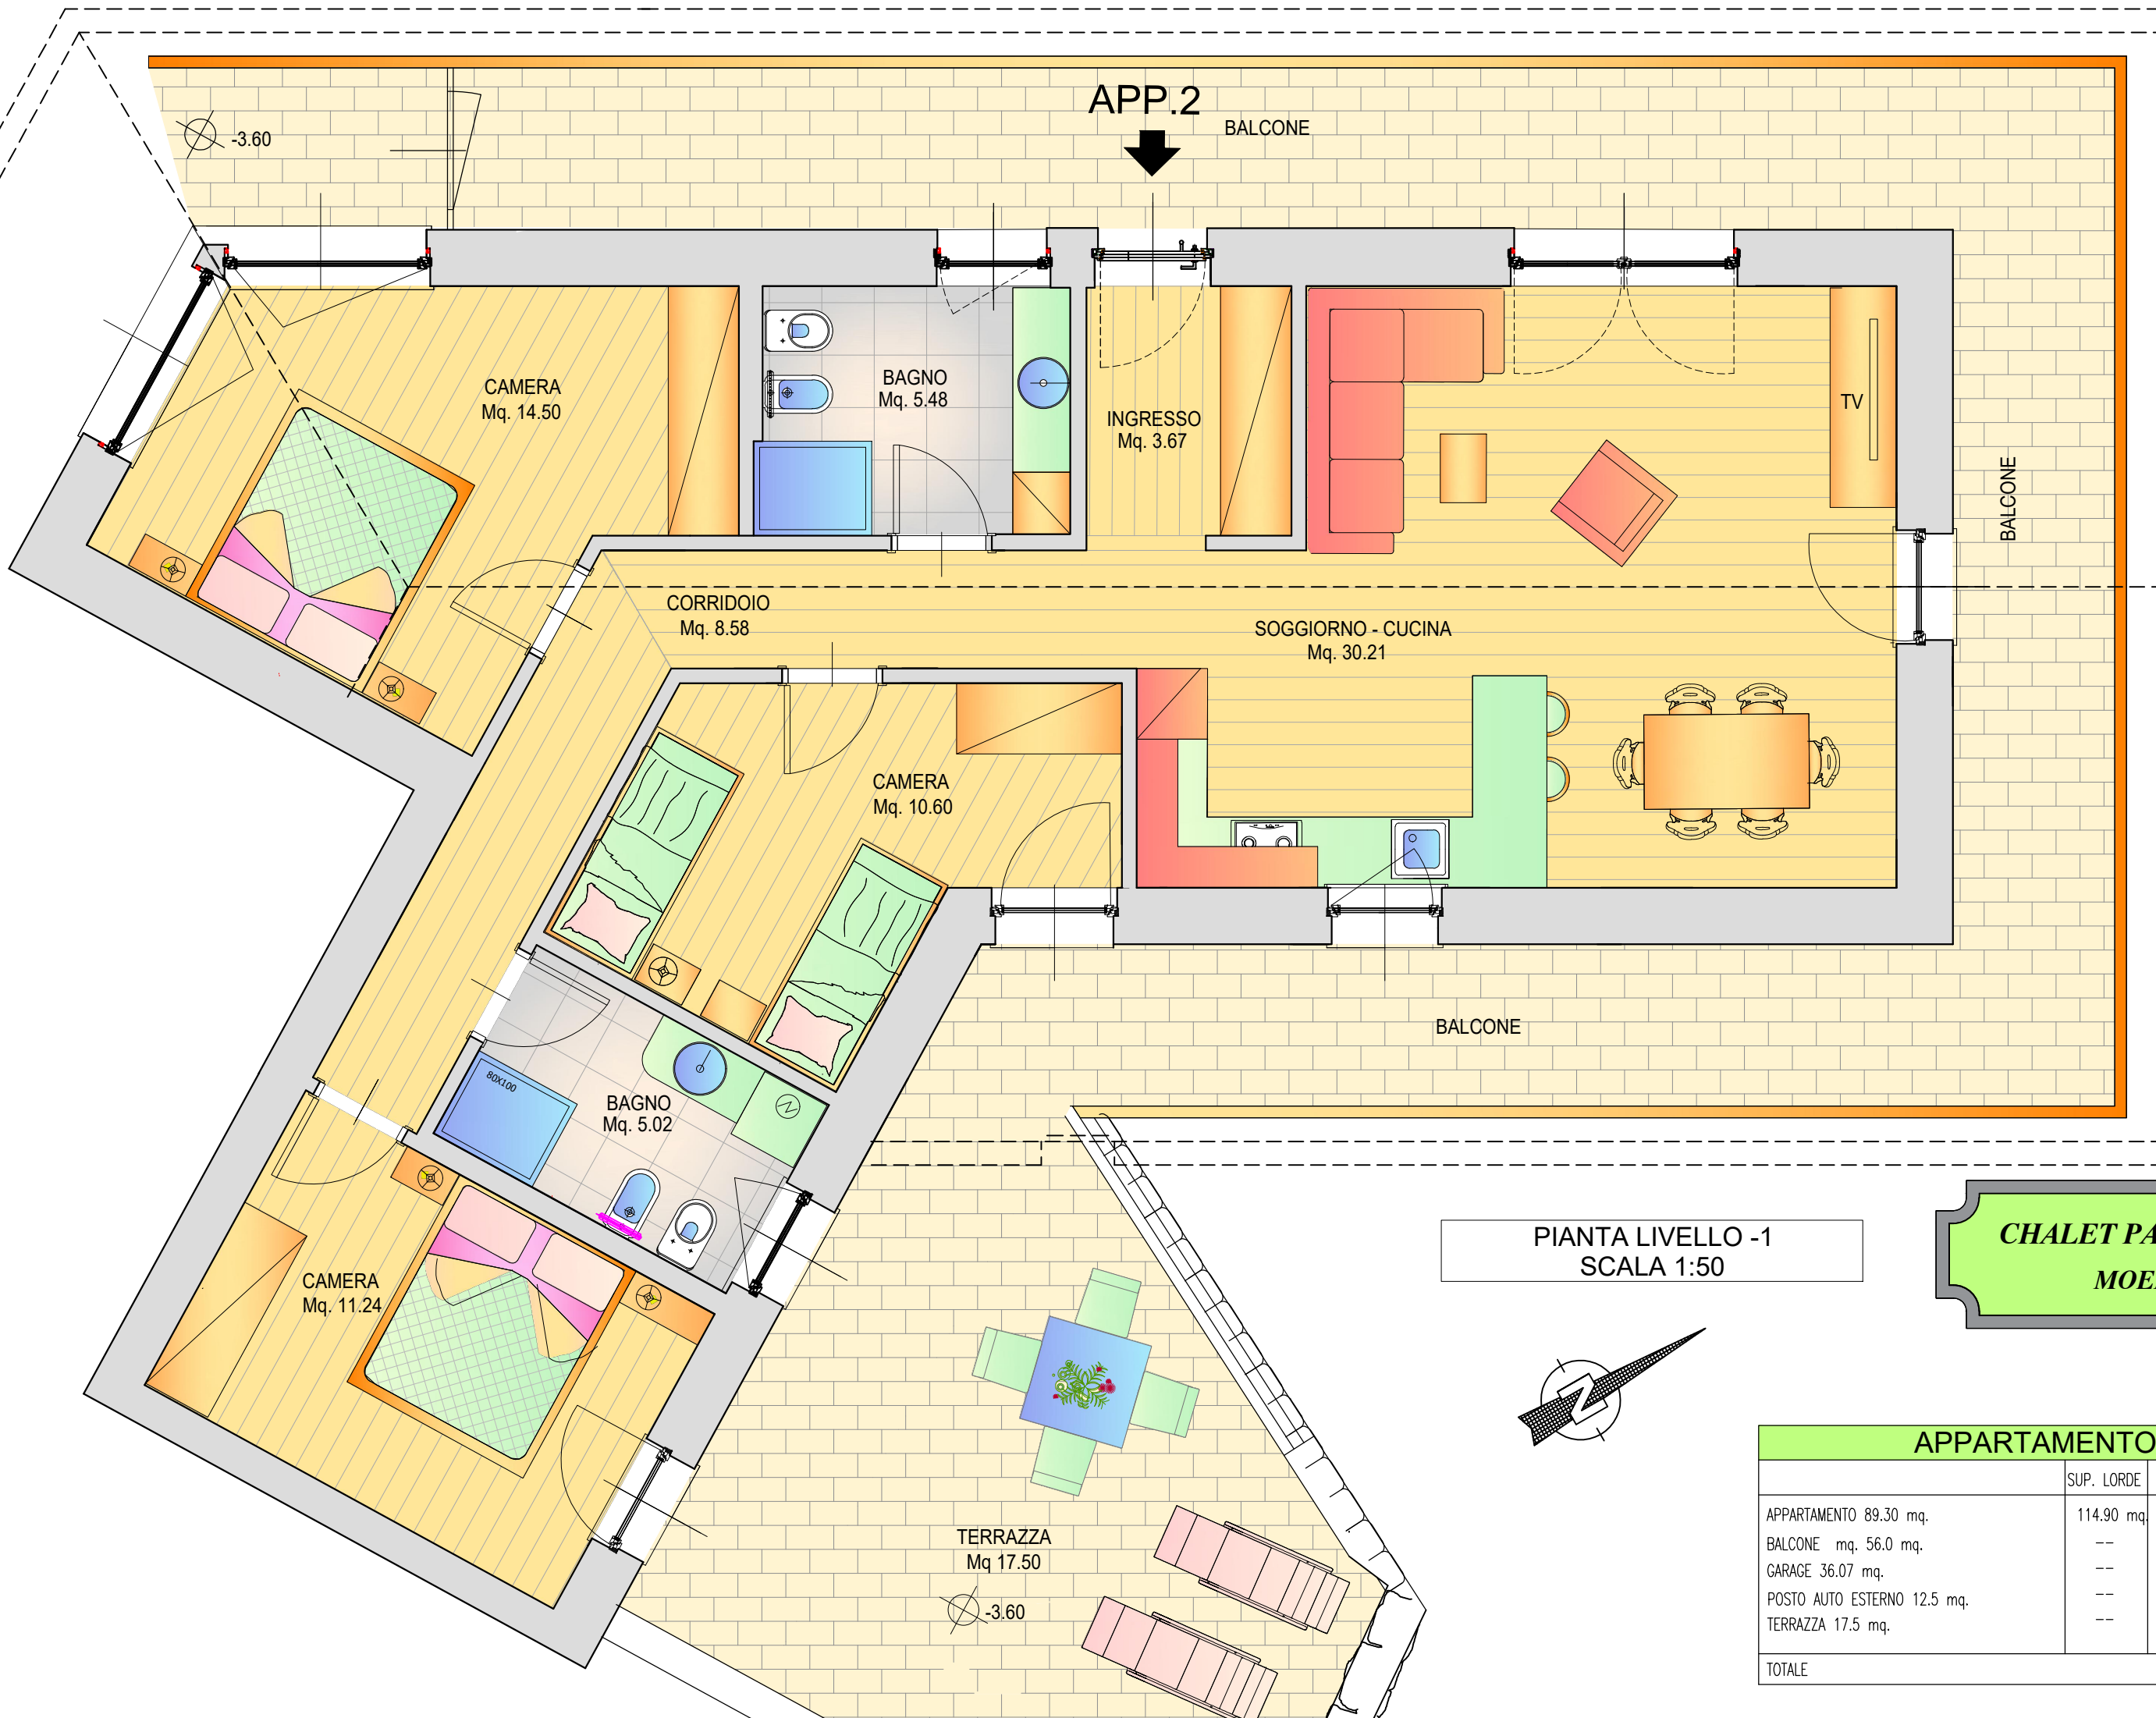 APP.2
BALCONE
-3.60
CAMERA
Mq. 14.50
BAGNO
Mq. 5.48
INGRESSO
Mq. 3.67
TV
BALCONE
CORRIDOIO
Mq. 8.58
SOGGIORNO - CUCINA
Mq. 30.21
CAMERA
Mq. 10.60
BALCONE
80X100
BAGNO
Mq. 5.02
CAMERA
Mq. 11.24
TERRAZZA
Mq 17.50
-3.60
PIANTA LIVELLO -1
SCALA 1:50
CHALET PA
MOE
N
APPARTAMENTO
SUP. LORDE
APPARTAMENTO 89.30 mq. 114.90 mq.
BALCONE mq. 56.0 mq. --
GARAGE 36.07 mq. --
POSTO AUTO ESTERNO 12.5 mq. --
TERRAZZA 17.5 mq. --
TOTALE